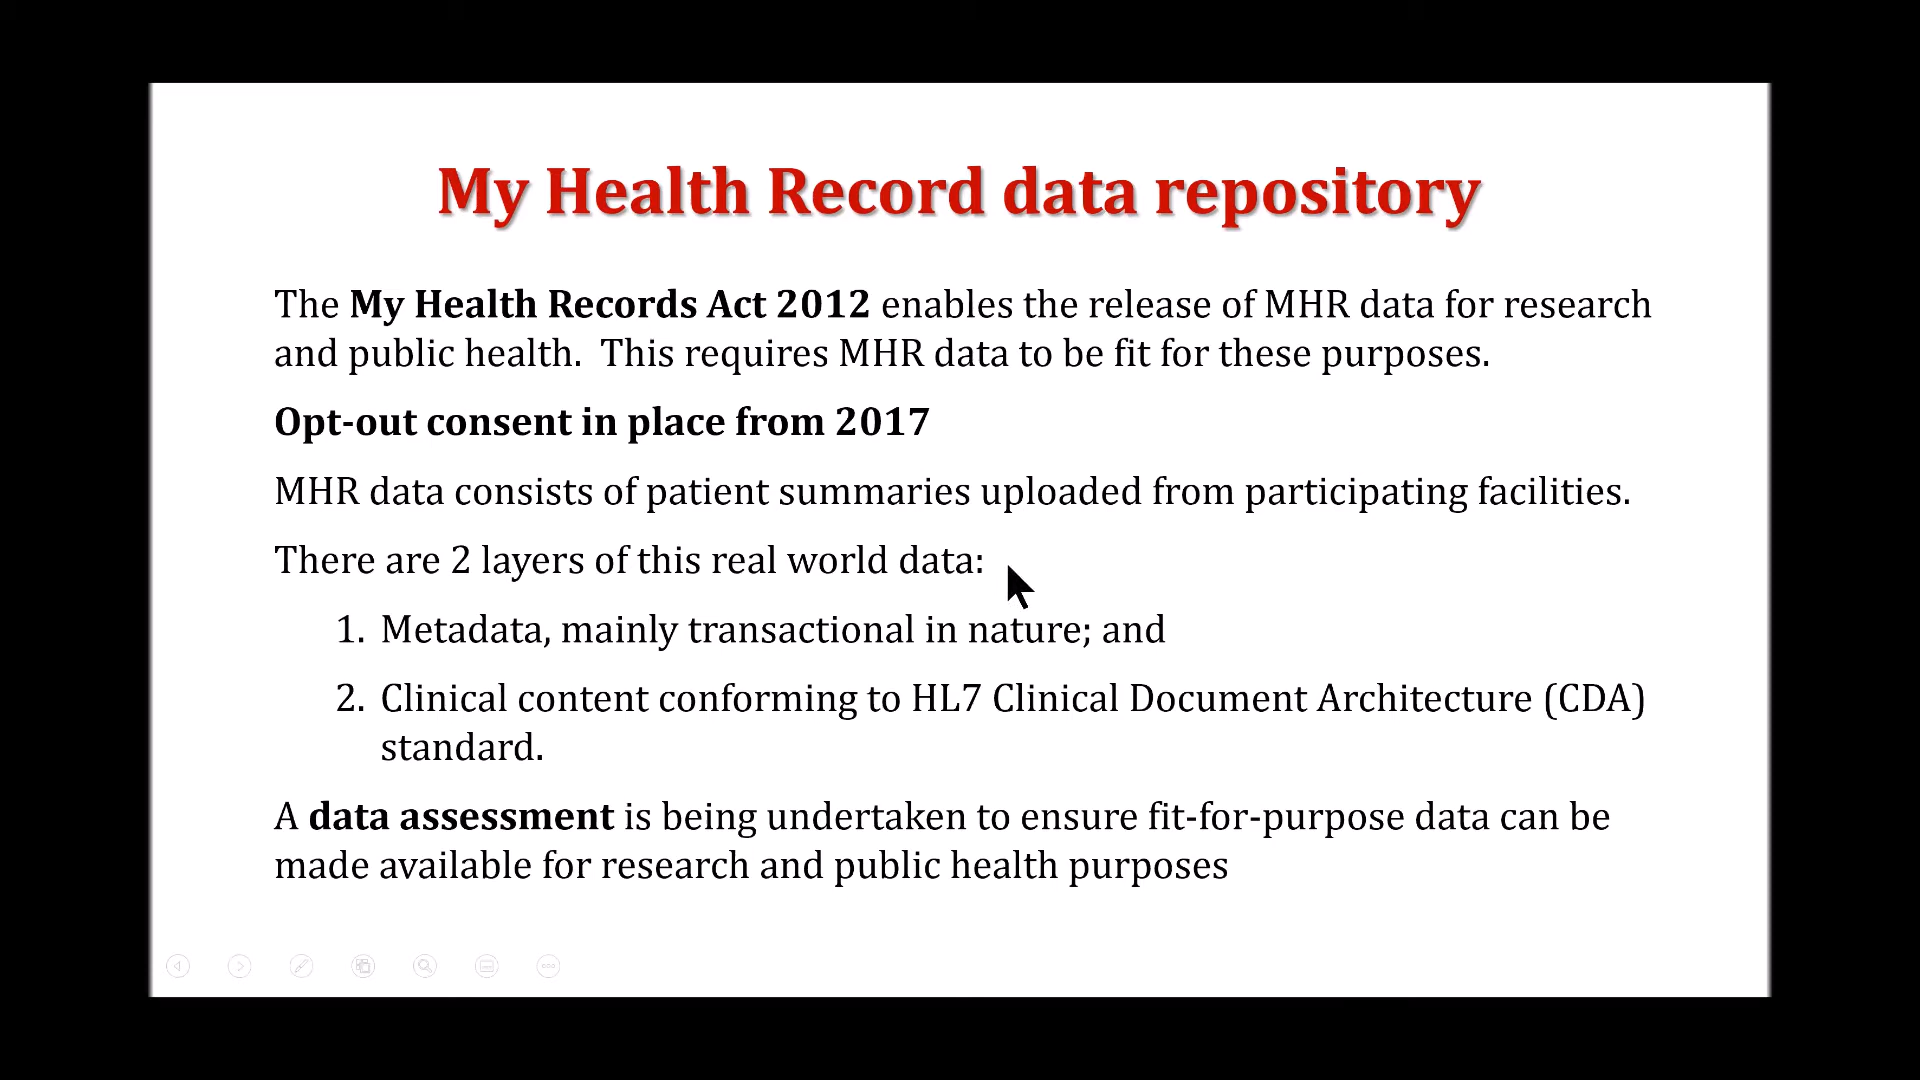 My Health Record data repository
The My Health Records Act 2012 enables the release of MHR data for research
and public health.  This requires MHR data to be fit for these purposes.
Opt-out consent in place from 2017
MHR data consists of patient summaries uploaded from participating facilities.
There are 2 layers of this real world data:
1. Metadata, mainly transactional in nature; and
2. Clinical content conforming to HL7 Clinical Document Architecture (CDA)
standard.
A data assessment is being undertaken to ensure fit-for-purpose data can be
made available for research and public health purposes